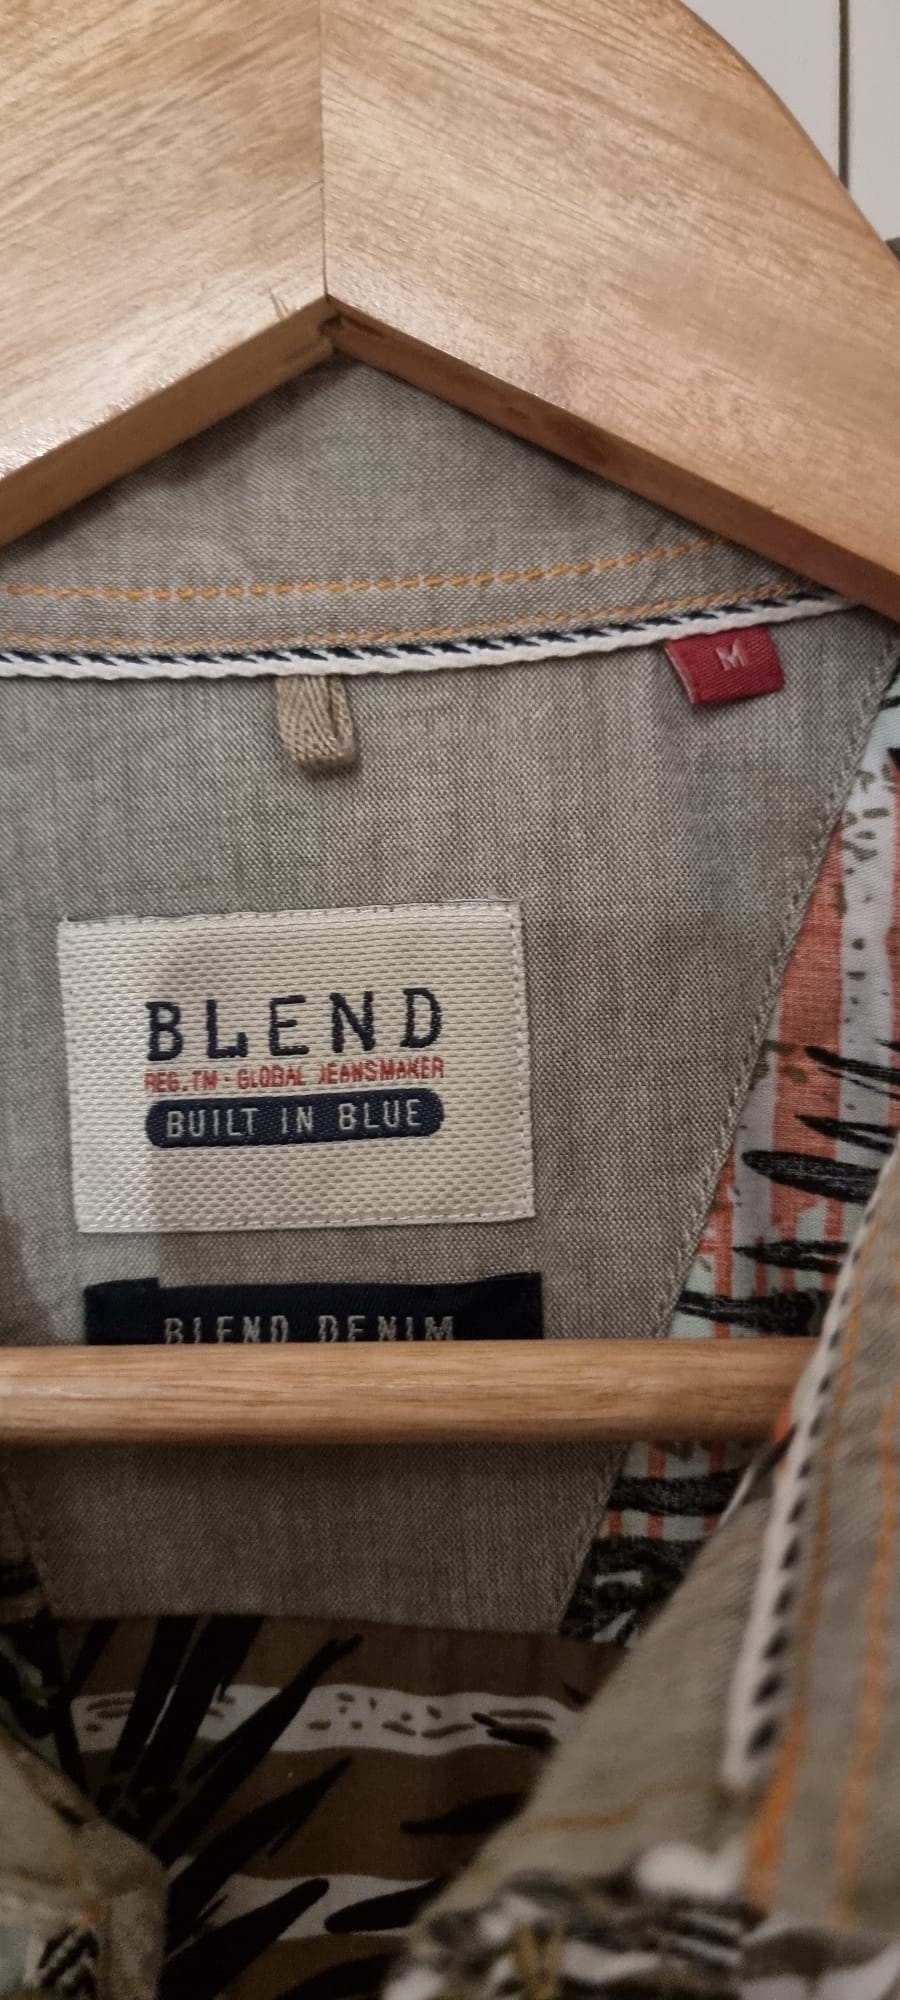 M
BLEND
REG.TM · GLOBAL JEANSMAKER
BUILT IN BLUE
BLEND DENIM